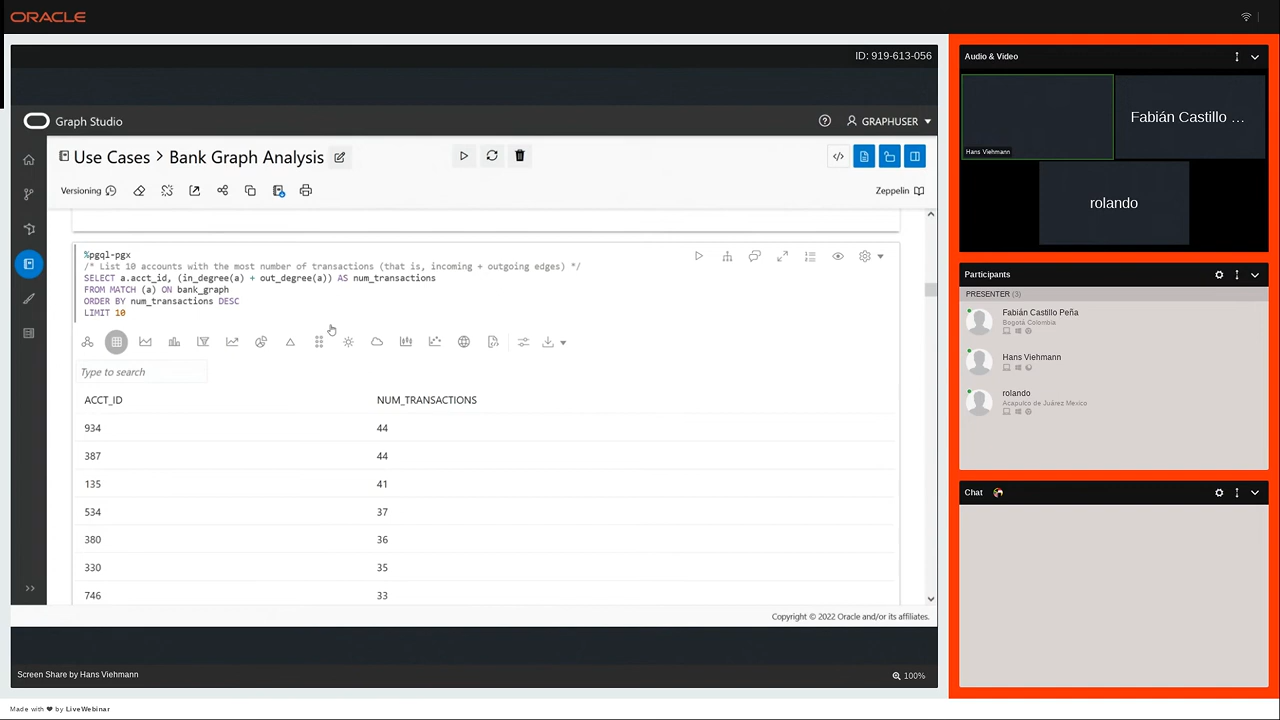 ORACLE
ID: 919-613-056
Graph Studio
GRAPHUSER
Use Cases > Bank Graph Analysis
Versioning
Zeppelin
%pgql-pgx
/* List 10 accounts with the most number of transactions (that is, incoming + outgoing edges) */
SELECT a.acct_id, (in_degree(a) + out_degree(a)) AS num_transactions
FROM MATCH (a) ON bank_graph
ORDER BY num_transactions DESC
LIMIT 10
Type to search
ACCT_ID NUM_TRANSACTIONS
934 44
387 44
135 41
534 37
380 36
330 35
746 33
Copyright © 2022 Oracle and/or its affiliates.
Screen Share by Hans Viehmann
100%
Made with ♥ by LiveWebinar
Audio & Video
Hans Viehmann
Fabián Castillo ...
rolando
Participants
PRESENTER (3)
Fabián Castillo Peña
Bogotá Colombia
Hans Viehmann
rolando
Acapulco de Juárez Mexico
Chat